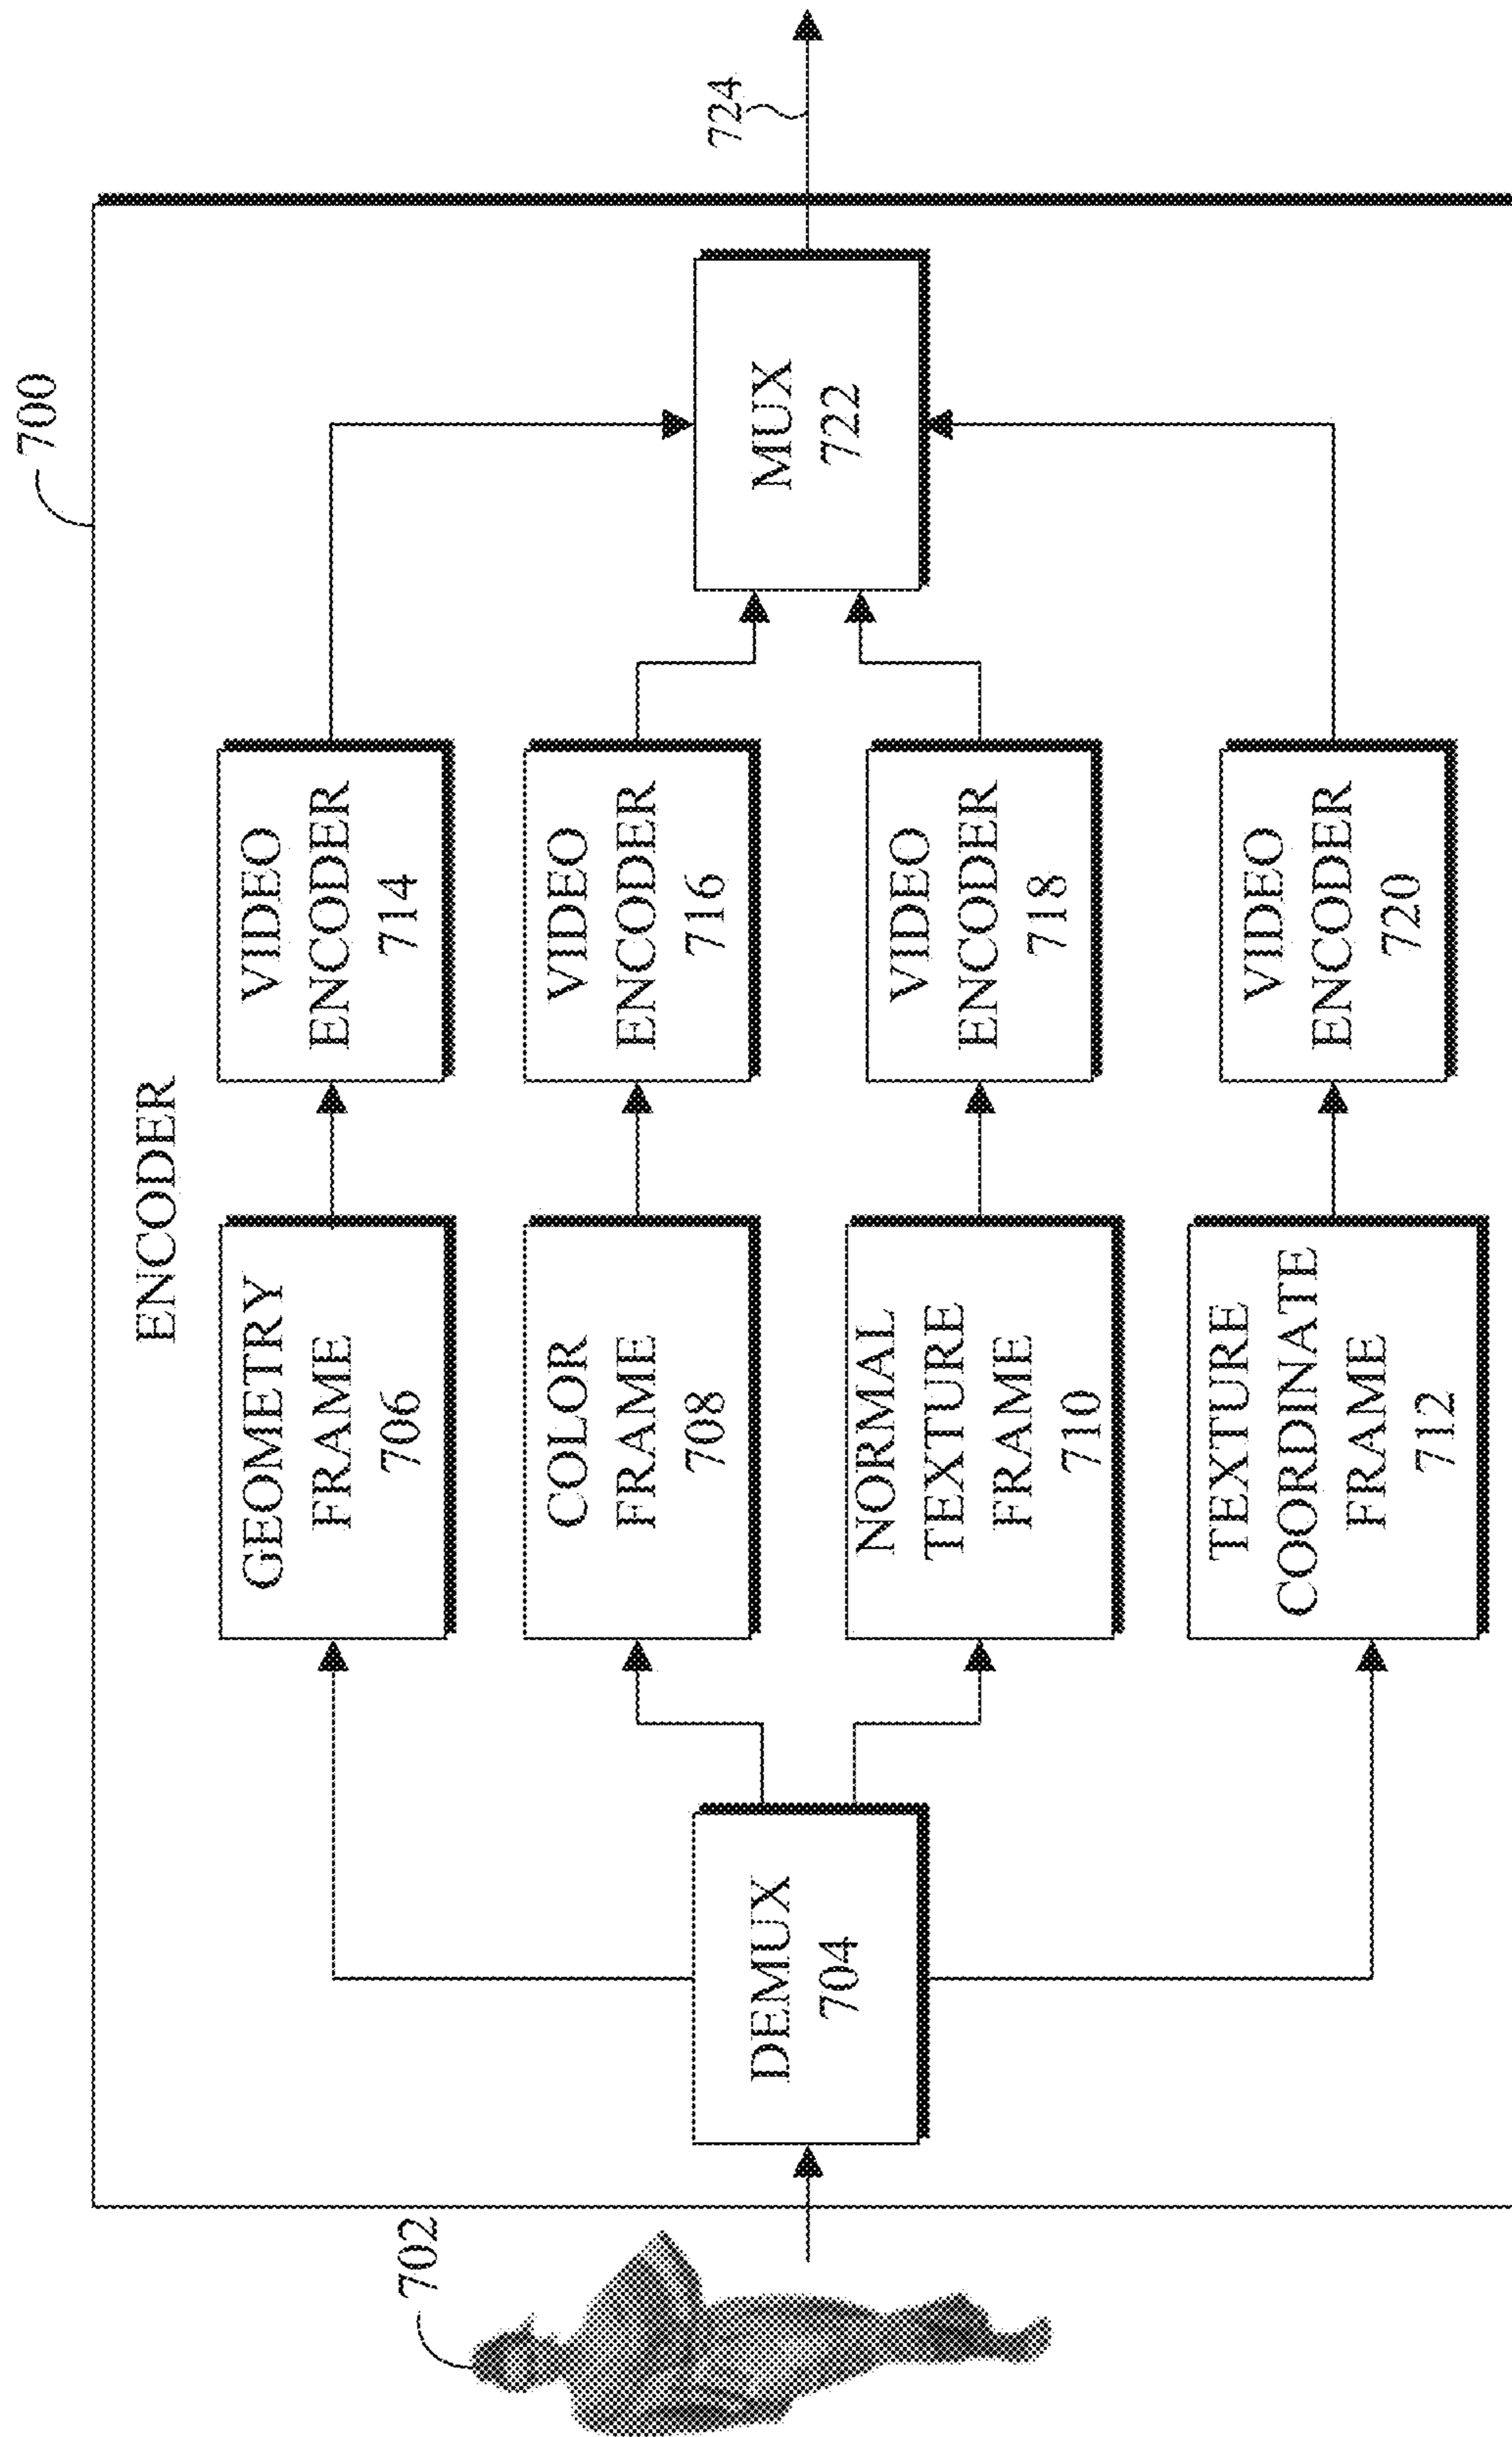 700
ENCODER
702
DEMUX
704
GEOMETRY
FRAME
706
VIDEO
ENCODER
714
COLOR
FRAME
708
VIDEO
ENCODER
716
NORMAL
TEXTURE
FRAME
710
VIDEO
ENCODER
718
TEXTURE
COORDINATE
FRAME
712
VIDEO
ENCODER
720
MUX
722
724